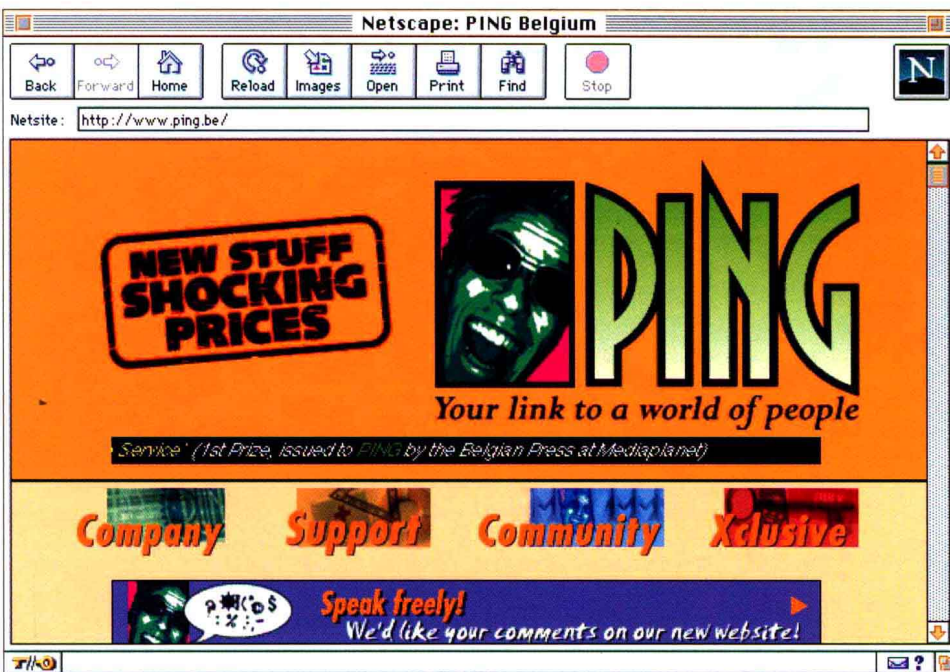 Netscape: PING Belgium
Back Forward Home Reload Images Open Print Find Stop
N
Netsite: http://www.ping.be/
NEW STUFF
SHOCKING
PRICES
PING
Your link to a world of people
Service' (1st Prize, issued to PING by the Belgian Press at Mediaplanet)
Company Support Community Xclusive
Speak freely!
We'd like your comments on our new website!
?